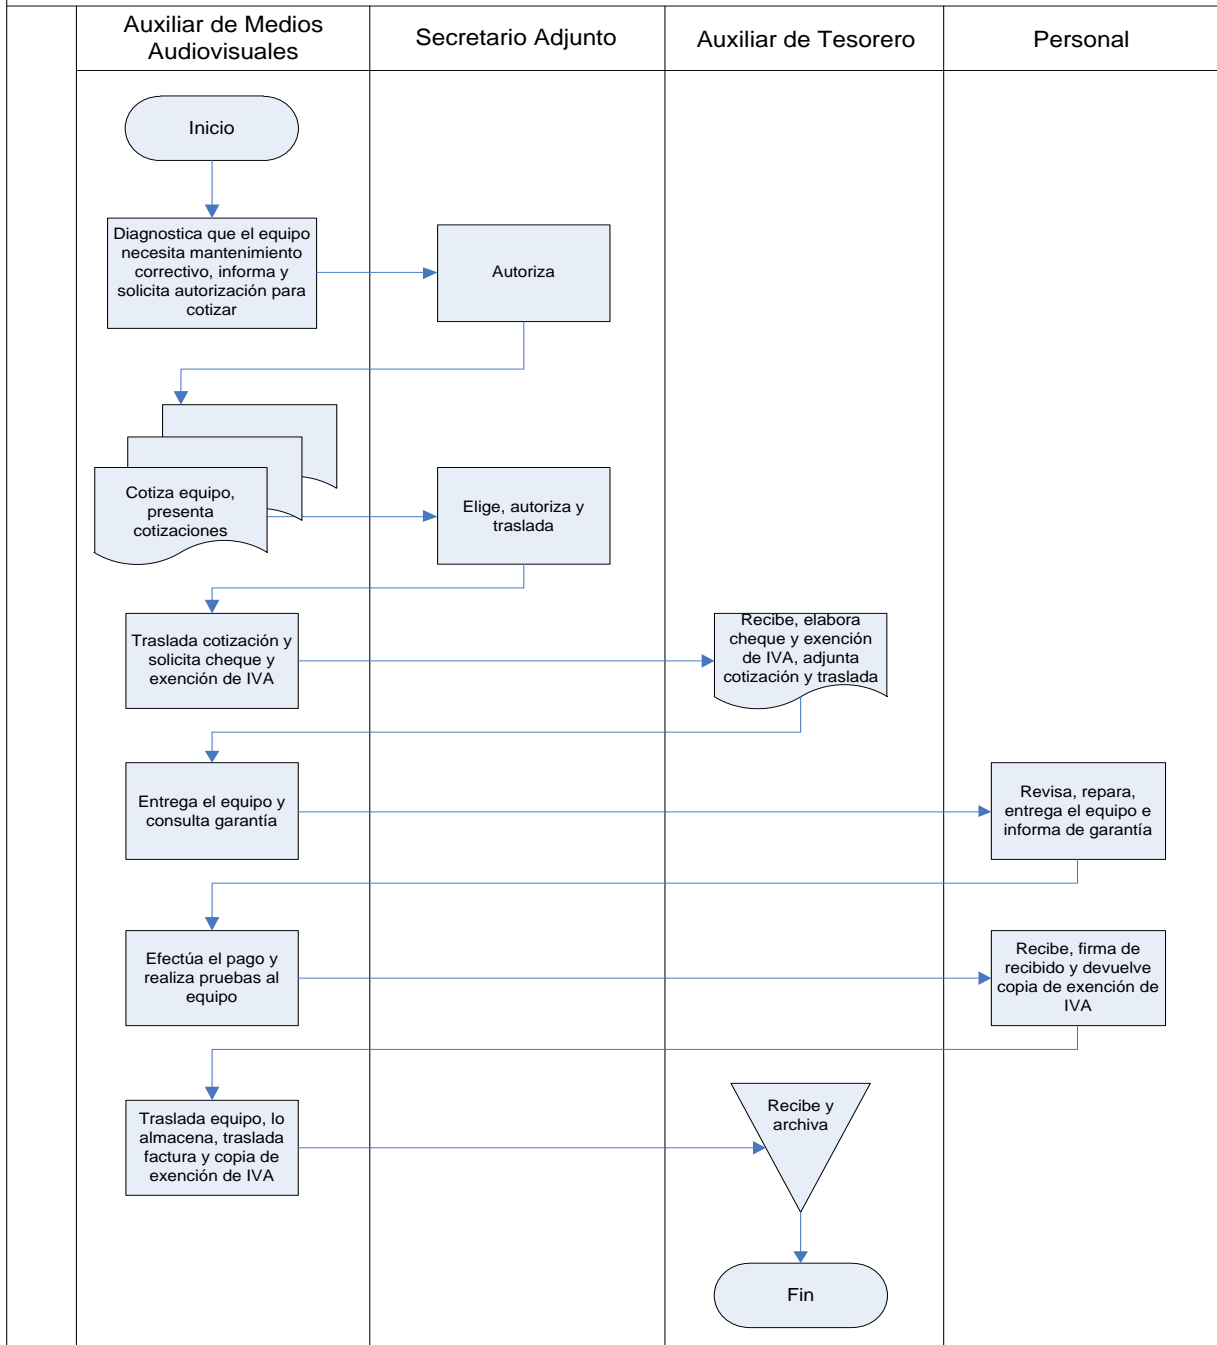 Auxiliar de Medios
Audiovisuales
Secretario Adjunto
Auxiliar de Tesorero
Personal
Inicio
Diagnostica que el equipo
necesita mantenimiento
correctivo, informa y
solicita autorización para
cotizar
Autoriza
Cotiza equipo,
presenta
cotizaciones
Elige, autoriza y
traslada
Traslada cotización y
solicita cheque y
exención de IVA
Recibe, elabora
cheque y exención
de IVA, adjunta
cotización y traslada
Entrega el equipo y
consulta garantía
Revisa, repara,
entrega el equipo e
informa de garantía
Efectúa el pago y
realiza pruebas al
equipo
Recibe, firma de
recibido y devuelve
copia de exención de
IVA
Traslada equipo, lo
almacena, traslada
factura y copia de
exención de IVA
Recibe y
archiva
Fin